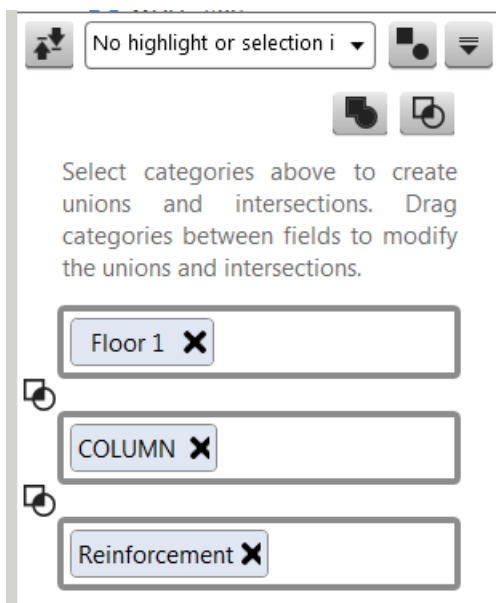 No highlight or selection i
Select categories above to create
unions and intersections. Drag
categories between fields to modify
the unions and intersections.
Floor 1
COLUMN
Reinforcement